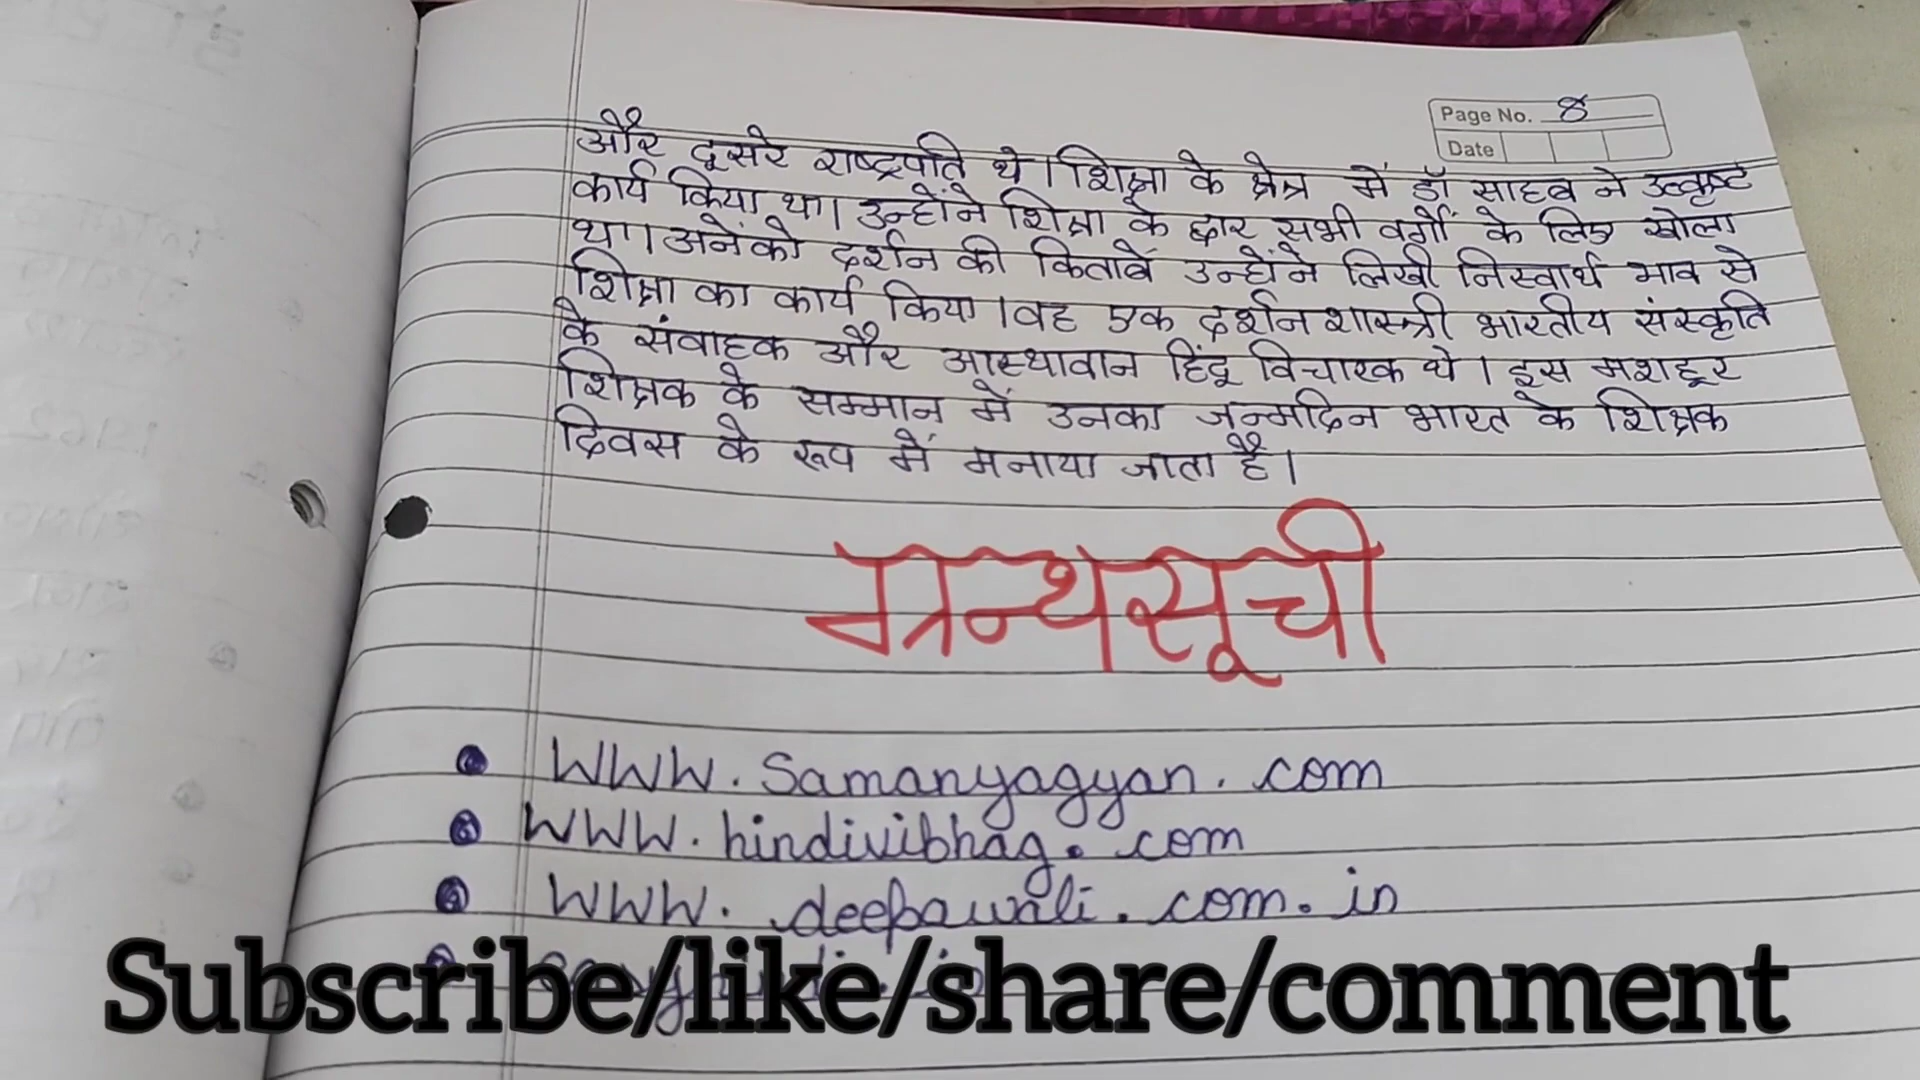 Page No. 8
Date
और दूसरे राष्ट्रपति थे। शिक्षा के क्षेत्र में डॉ साहब ने उत्कृष्ट
कार्य किया था। उन्होंने शिक्षा के द्वार सभी वर्गों के लिए खोला
था। अनेंको दर्शन की किताबें उन्होंने लिखी निस्वार्थ भाव से
शिक्षा का कार्य किया। वह एक दर्शन शास्त्री भारतीय संस्कृति
के संवाहक और आस्थावान हिंदू विचारक थे। इस मशहूर
शिक्षक के सम्मान में उनका जन्मदिन भारत के शिक्षक
दिवस के रूप में मनाया जाता है।
ग्रन्थसूची
www.samanyagyan.com
www.hindivibhag.com
www.deepawali.com.in
Subscribe/like/share/comment